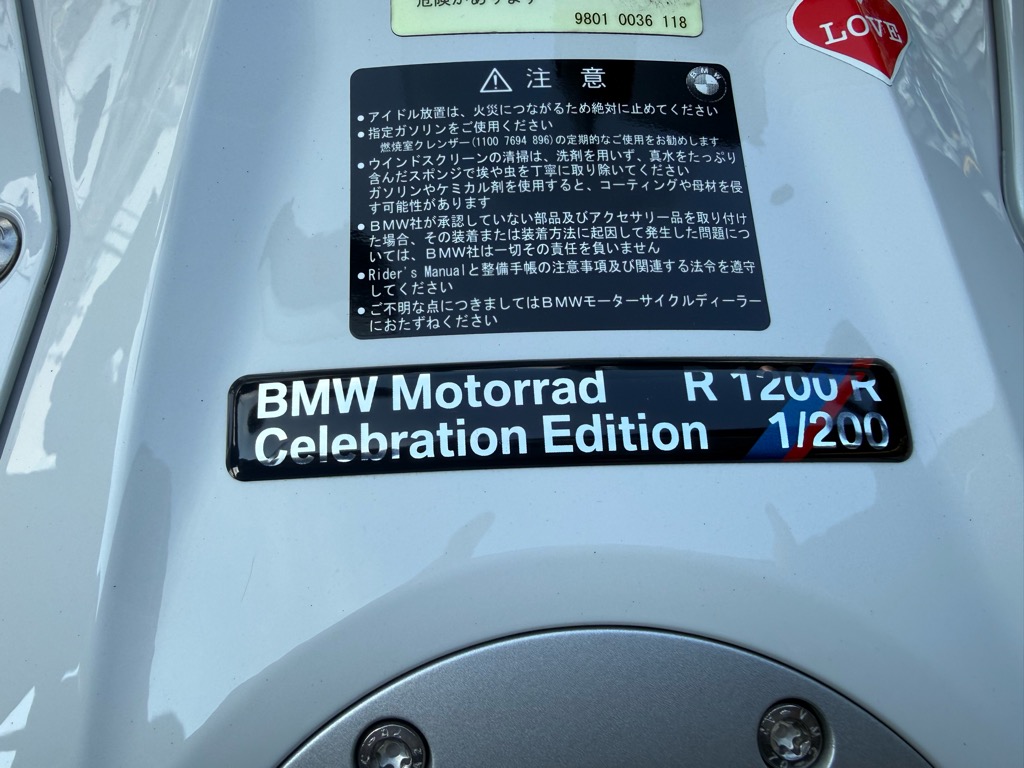 危険があります
9801 0036 118
LOVE
注 意
BMW
●アイドル放置は、火災につながるため絶対に止めてください
●指定ガソリンをご使用ください
燃焼室クレンザー(1100 7694 896)の定期的なご使用をお勧めします
●ウインドスクリーンの清掃は、洗剤を用いず、真水をたっぷり
含んだスポンジで埃や虫を丁寧に取り除いてください
ガソリンやケミカル剤を使用すると、コーティングや母材を侵
す可能性があります
●BMW社が承認していない部品及びアクセサリー品を取り付け
た場合、その装着または装着方法に起因して発生した問題につ
いては、BMW社は一切その責任を負いません
●Rider's Manualと整備手帳の注意事項及び関連する法令を遵守
してください
●ご不明な点につきましてはBMWモーターサイクルディーラー
におたずねください
BMW Motorrad R 1200 R
Celebration Edition 1/200